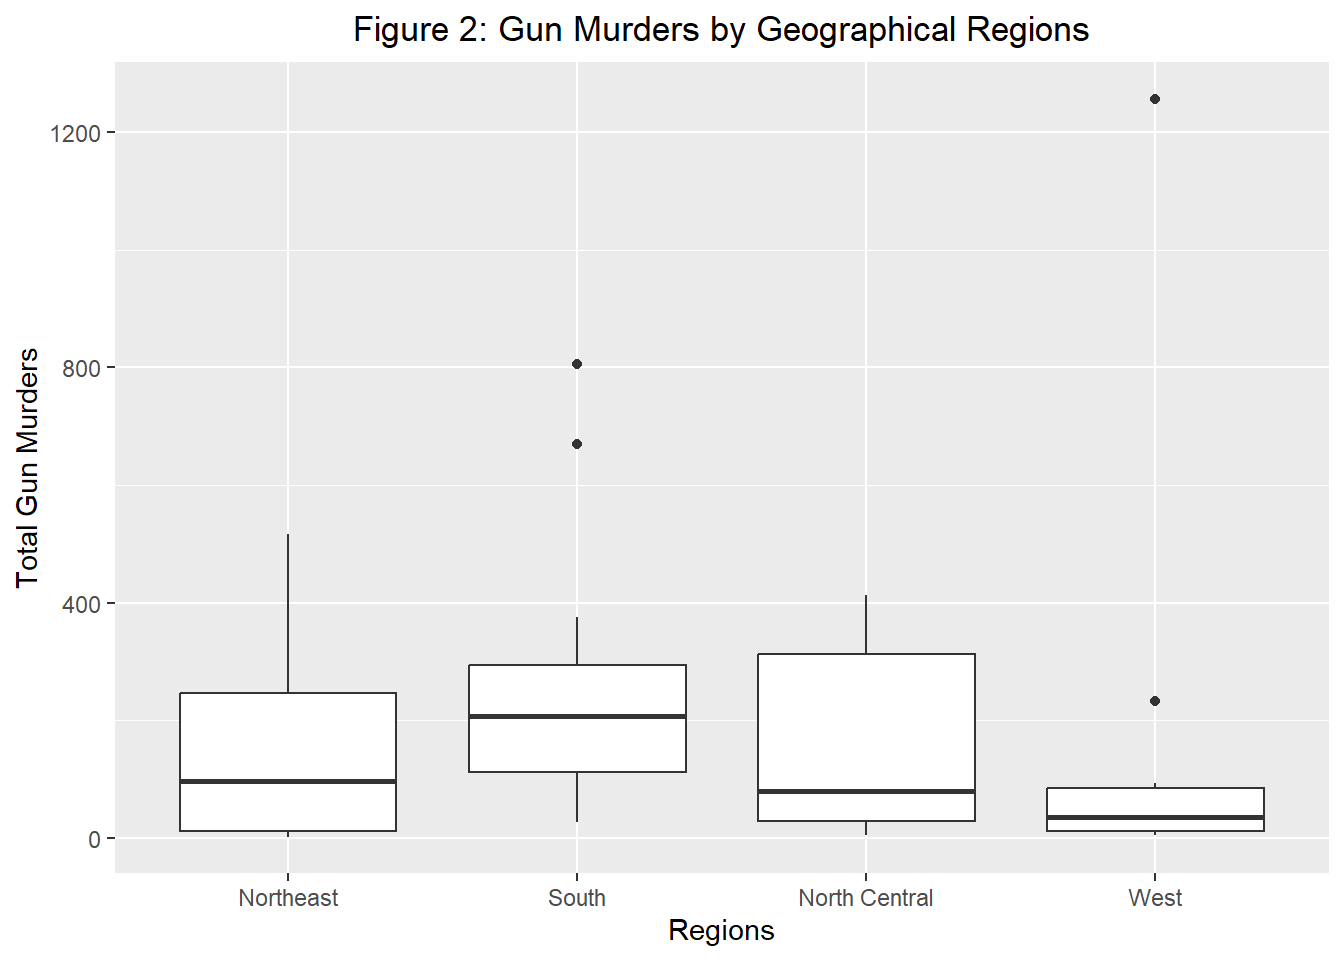 Figure 2: Gun Murders by Geographical Regions
Total Gun Murders
1200
800
400
0
Northeast South North Central West
Regions